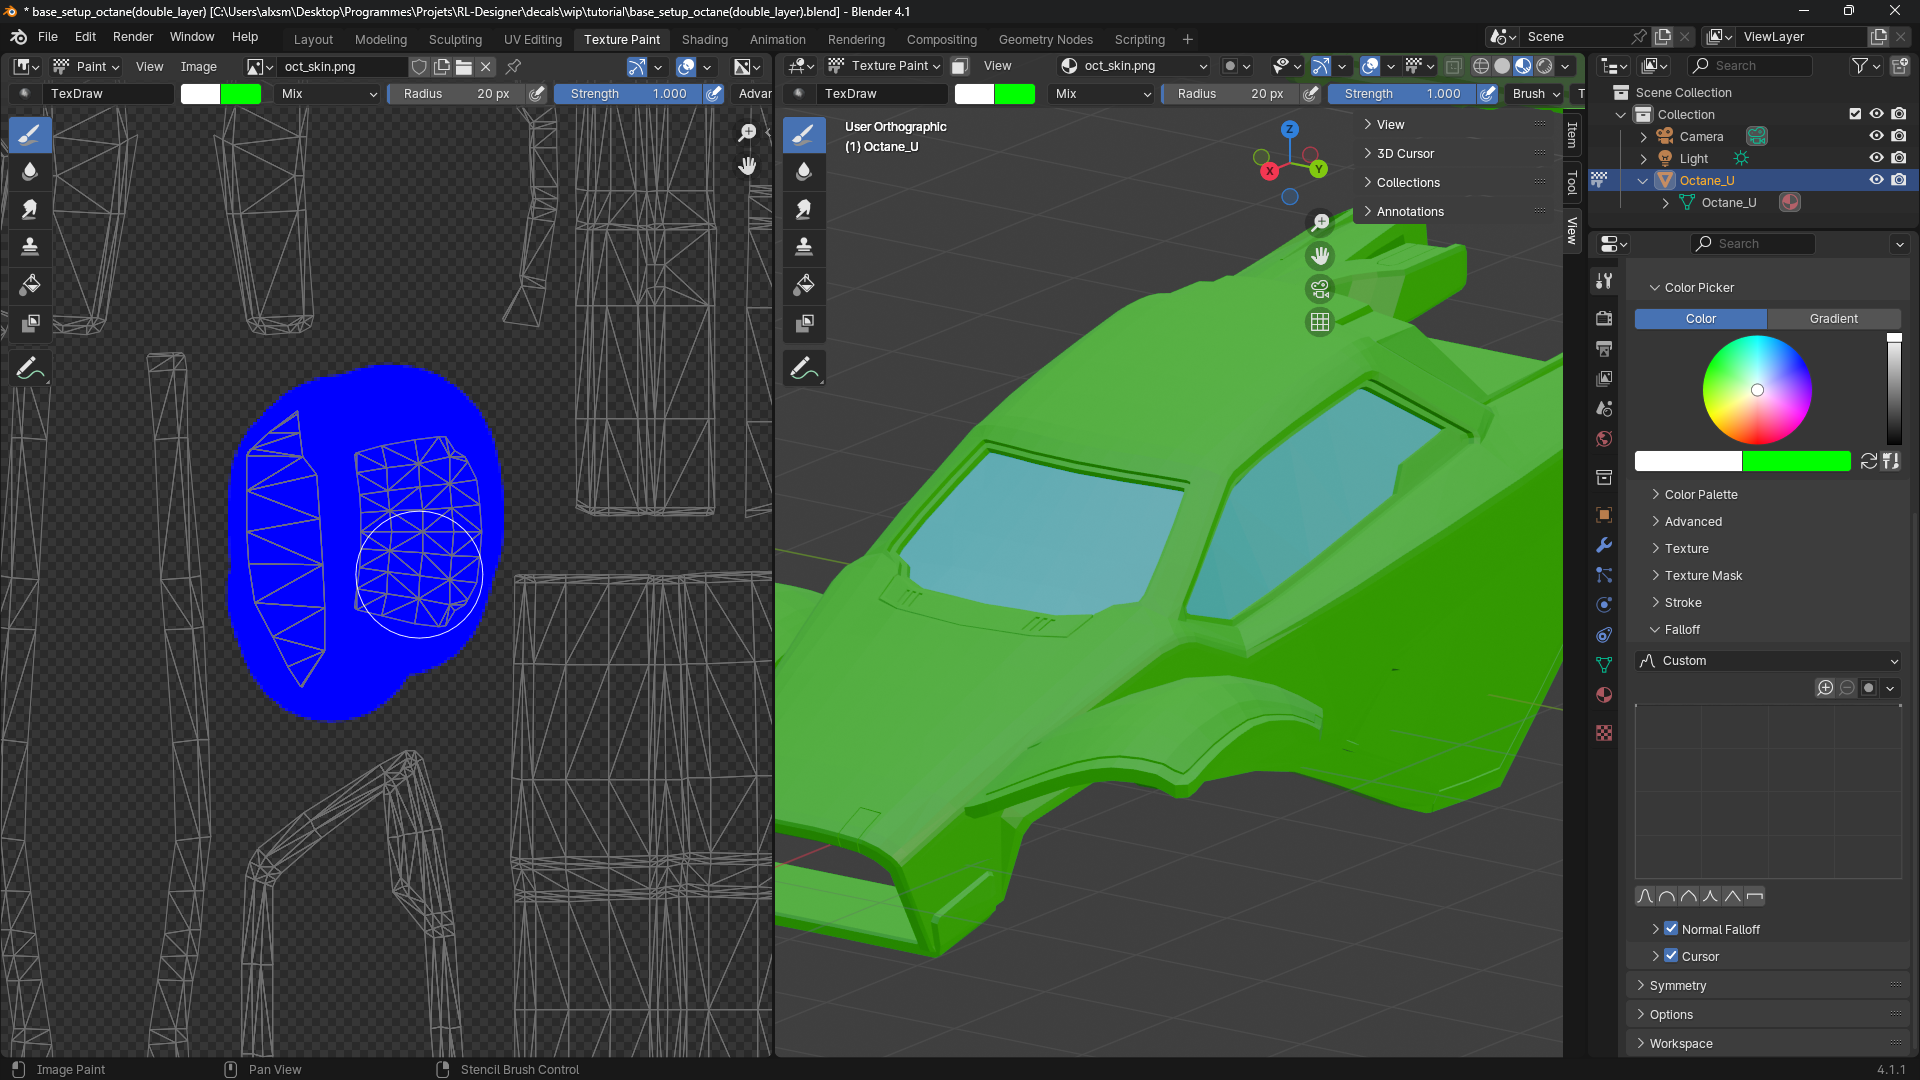 * base_setup_octane(double_layer) [C:\Users\alxsm\Desktop\Programmes\Projets\RL-Designer\decals\wip\tutorial\base_setup_octane(double_layer).blend] - Blender 4.1
File Edit Render Window Help Layout Modeling Sculpting UV Editing Texture Paint Shading Animation Rendering Compositing Geometry Nodes Scripting + Scene ViewLayer
Paint View Image oct_skin.png Texture Paint View oct_skin.png Search
TexDraw Mix Radius 20 px Strength 1.000 Advar TexDraw Mix Radius 20 px Strength 1.000 Brush T
Scene Collection
Collection
Camera
Light
Octane_U
Octane_U
User Orthographic
(1) Octane_U
Z
X
Y
View
3D Cursor
Collections
Annotations
Item
Tool
View
Search
Color Picker
Color Gradient
Color Palette
Advanced
Texture
Texture Mask
Stroke
Falloff
Custom
Normal Falloff
Cursor
Symmetry
Options
Workspace
Image Paint Pan View Stencil Brush Control 4.1.1